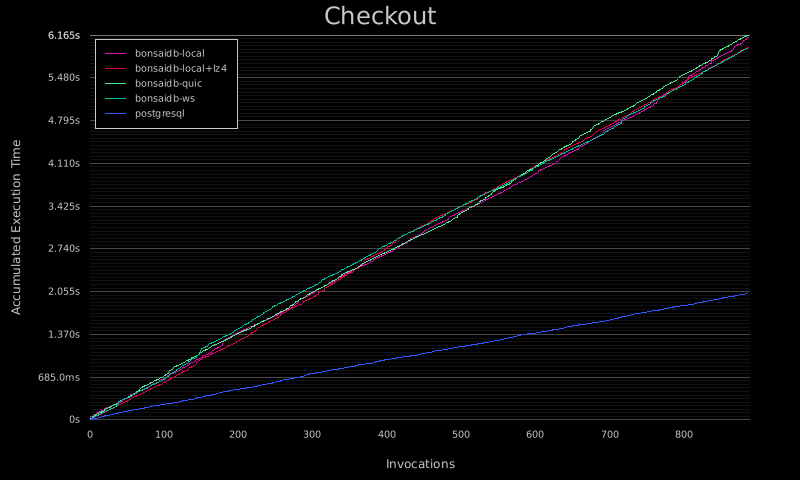 Checkout
6.165s
5.480s
4.795s
4.110s
3.425s
2.740s
2.055s
1.370s
685.0ms
0s
Accumulated Execution Time
bonsaidb-local
bonsaidb-local+lz4
bonsaidb-quic
bonsaidb-ws
postgresql
0 100 200 300 400 500 600 700 800
Invocations